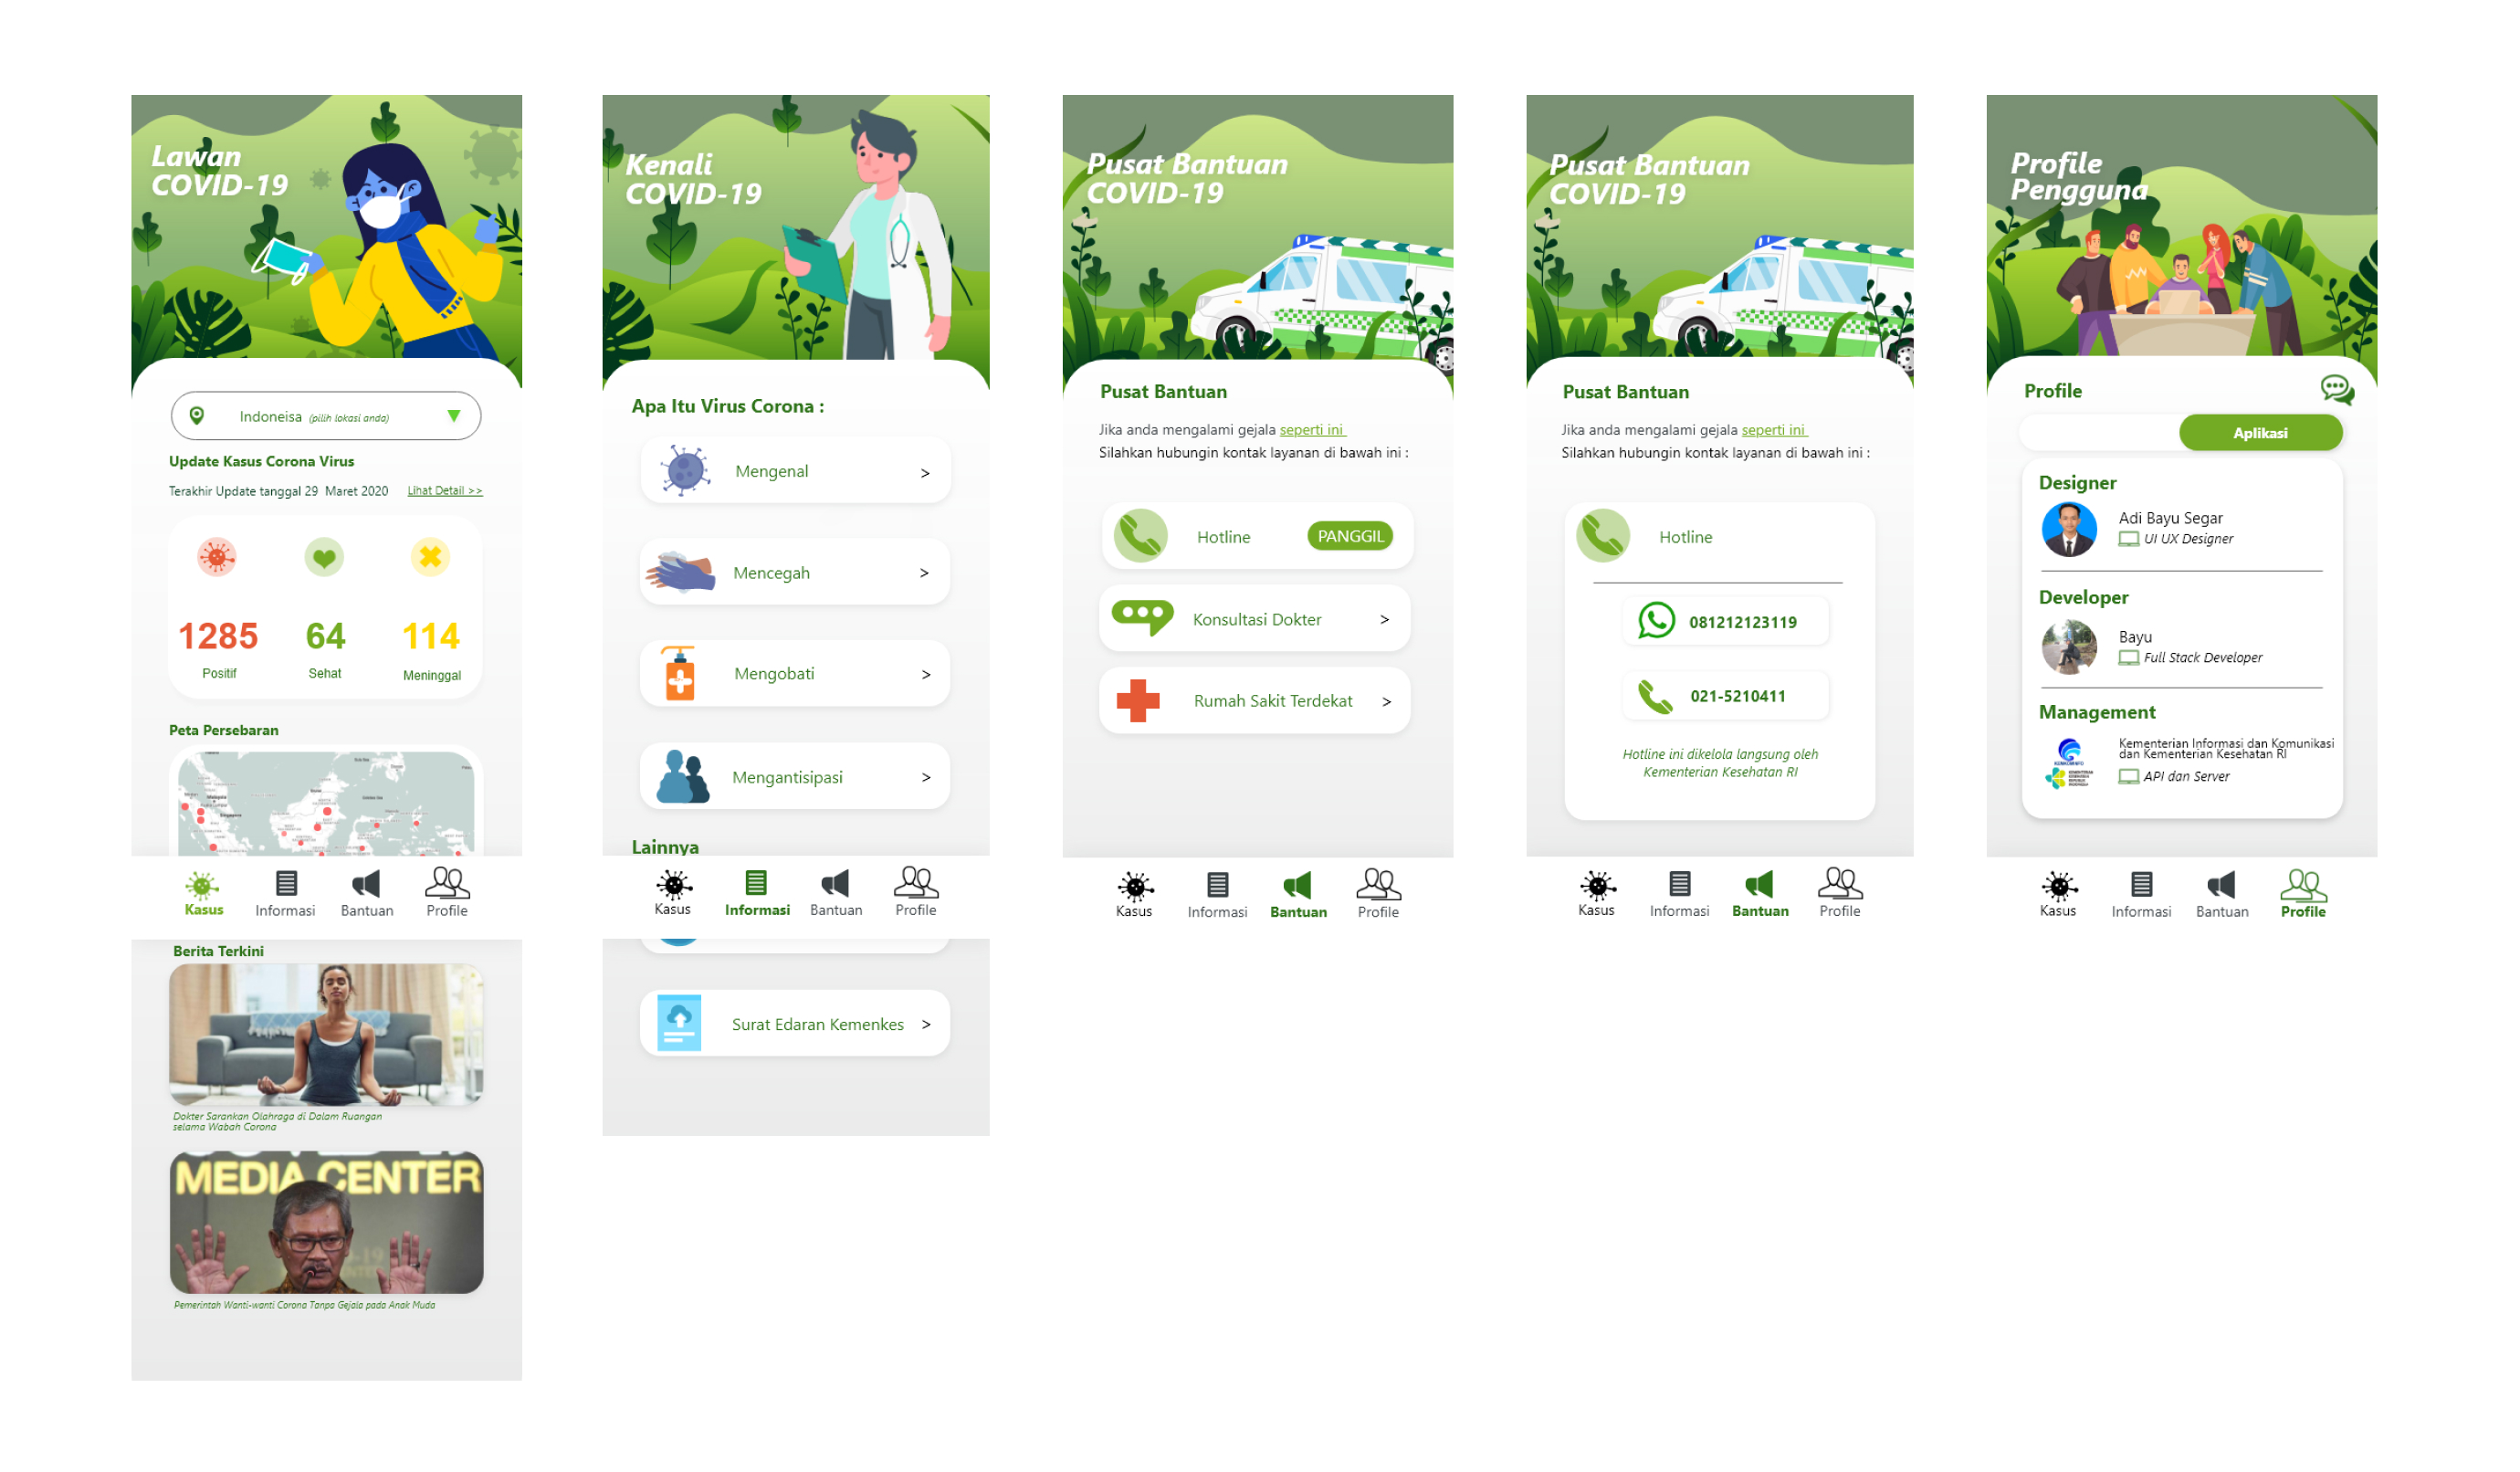 Lawan
COVID-19
Indoneisa (pilih lokasi anda)
Update Kasus Corona Virus
Terakhir Update tanggal 29 Maret 2020 Lihat Detail >>
1285 64 114
Positif Sehat Meninggal
Peta Persebaran
Kasus Informasi Bantuan Profile
Berita Terkini
Dokter Sarankan Olahraga di Dalam Ruangan
selama Wabah Corona
MEDIA CENTER
Pemerintah Wanti-wanti Corona Tanpa Gejala pada Anak Muda
Kenali
COVID-19
Apa Itu Virus Corona :
Mengenal >
Mencegah >
Mengobati >
Mengantisipasi >
Lainnya
Kasus Informasi Bantuan Profile
Surat Edaran Kemenkes >
Pusat Bantuan
COVID-19
Pusat Bantuan
Jika anda mengalami gejala seperti ini
Silahkan hubungin kontak layanan di bawah ini :
Hotline PANGGIL
Konsultasi Dokter >
Rumah Sakit Terdekat >
Kasus Informasi Bantuan Profile
Pusat Bantuan
COVID-19
Pusat Bantuan
Jika anda mengalami gejala seperti ini
Silahkan hubungin kontak layanan di bawah ini :
Hotline
081212123119
021-5210411
Hotline ini dikelola langsung oleh
Kementerian Kesehatan RI
Kasus Informasi Bantuan Profile
Profile
Pengguna
Profile
Aplikasi
Designer
Adi Bayu Segar
UI UX Designer
Developer
Bayu
Full Stack Developer
Management
Kementerian Informasi dan Komunikasi
dan Kementerian Kesehatan RI
API dan Server
Kasus Informasi Bantuan Profile